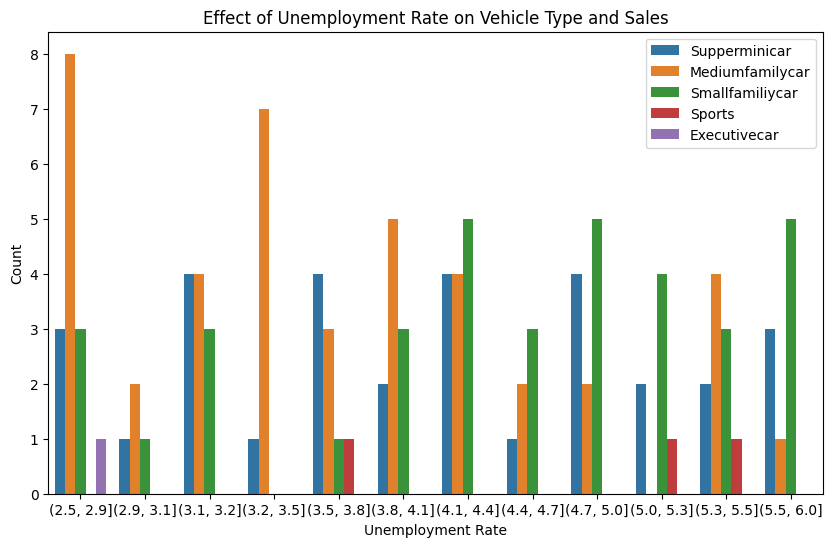 Effect of Unemployment Rate on Vehicle Type and Sales
Supperminicar
Mediumfamilycar
Smallfamiliycar
Sports
Executivecar
8
7
6
5
4
3
2
1
0
Count
(2.5, 2.9] (2.9, 3.1] (3.1, 3.2] (3.2, 3.5] (3.5, 3.8] (3.8, 4.1] (4.1, 4.4] (4.4, 4.7] (4.7, 5.0] (5.0, 5.3] (5.3, 5.5] (5.5, 6.0]
Unemployment Rate